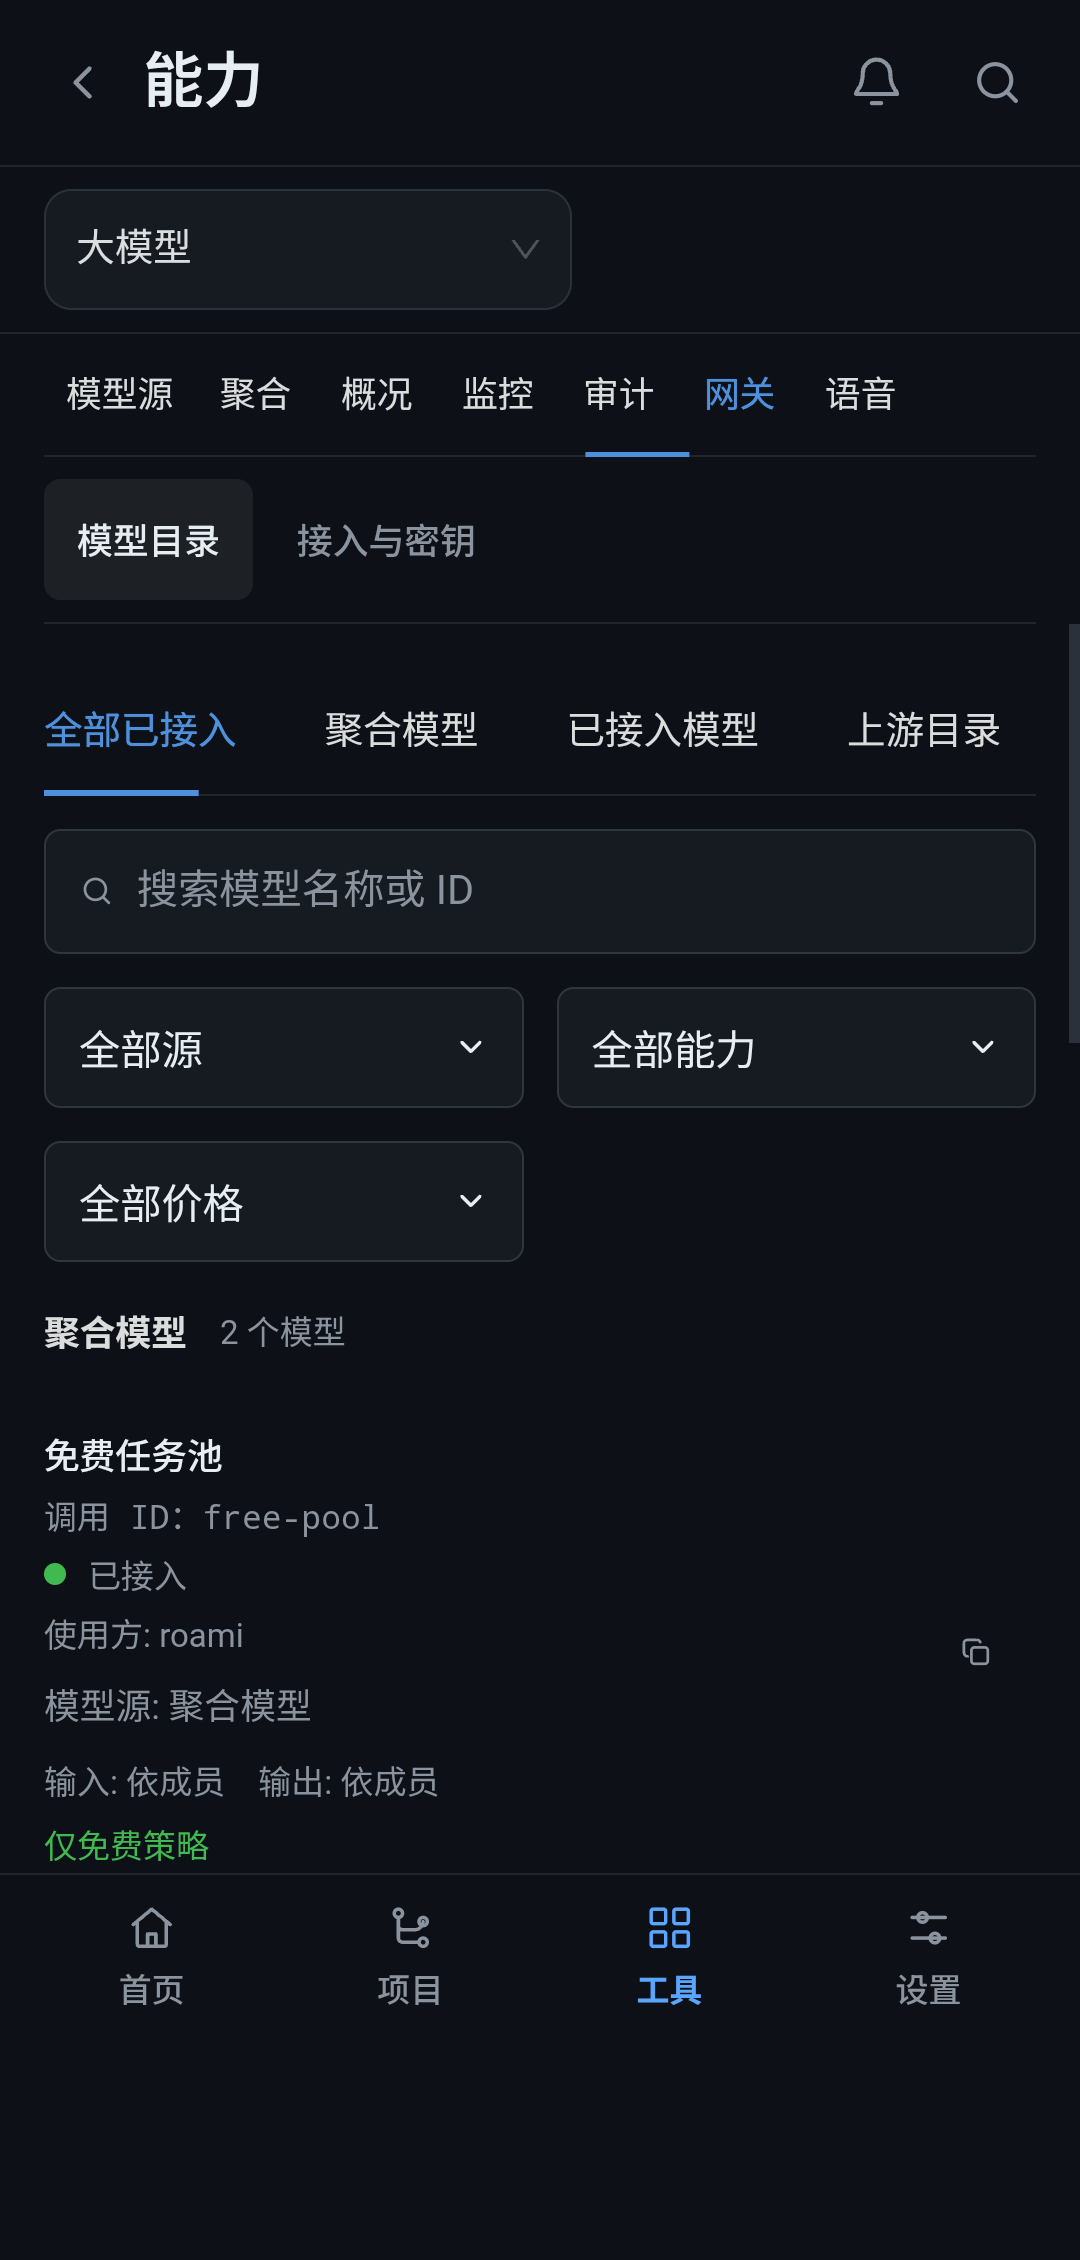 能力
大模型
模型源 聚合 概况 监控 审计 网关 语音
模型目录 接入与密钥
全部已接入 聚合模型 已接入模型 上游目录
搜索模型名称或 ID
全部源 全部能力
全部价格
聚合模型 2 个模型
免费任务池
调用 ID: free-pool
已接入
使用方: roami
模型源: 聚合模型
输入: 依成员 输出: 依成员
仅免费策略
首页 项目 工具 设置